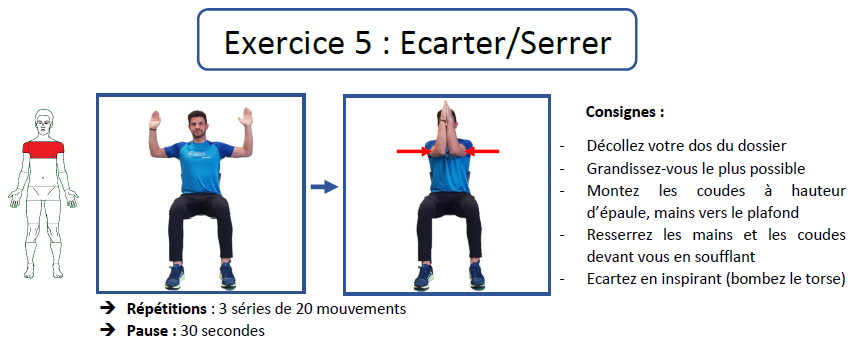 Exercice 5 : Ecarter/Serrer
Consignes :
- Décollez votre dos du dossier
- Grandissez-vous le plus possible
- Montez les coudes à hauteur
d'épaule, mains vers le plafond
- Resserrez les mains et les coudes
devant vous en soufflant
- Ecartez en inspirant (bombez le torse)
➔ Répétitions : 3 séries de 20 mouvements
➔ Pause : 30 secondes